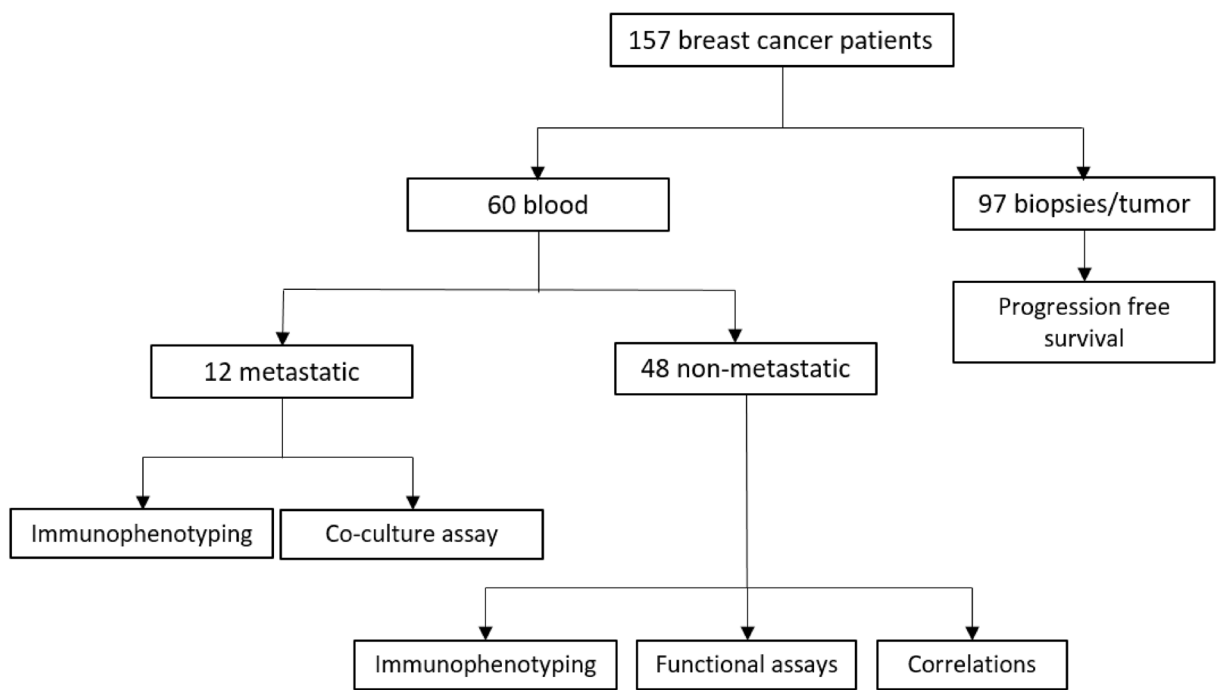 157 breast cancer patients
60 blood
97 biopsies/tumor
Progression free
survival
12 metastatic
48 non-metastatic
Immunophenotyping
Co-culture assay
Immunophenotyping
Functional assays
Correlations